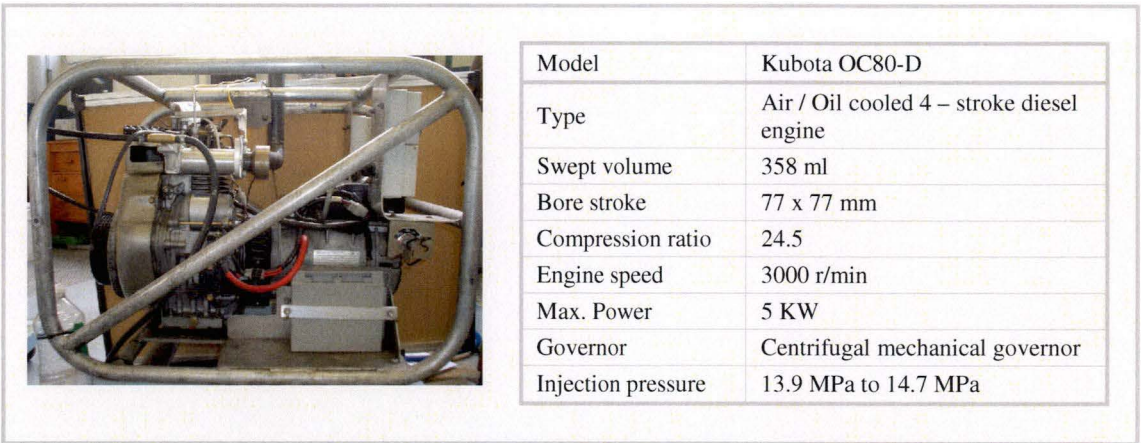 Model Kubota OC80-D
Type Air / Oil cooled 4 – stroke diesel
engine
Swept volume 358 ml
Bore stroke 77 x 77 mm
Compression ratio 24.5
Engine speed 3000 r/min
Max. Power 5 KW
Governor Centrifugal mechanical governor
Injection pressure 13.9 MPa to 14.7 MPa